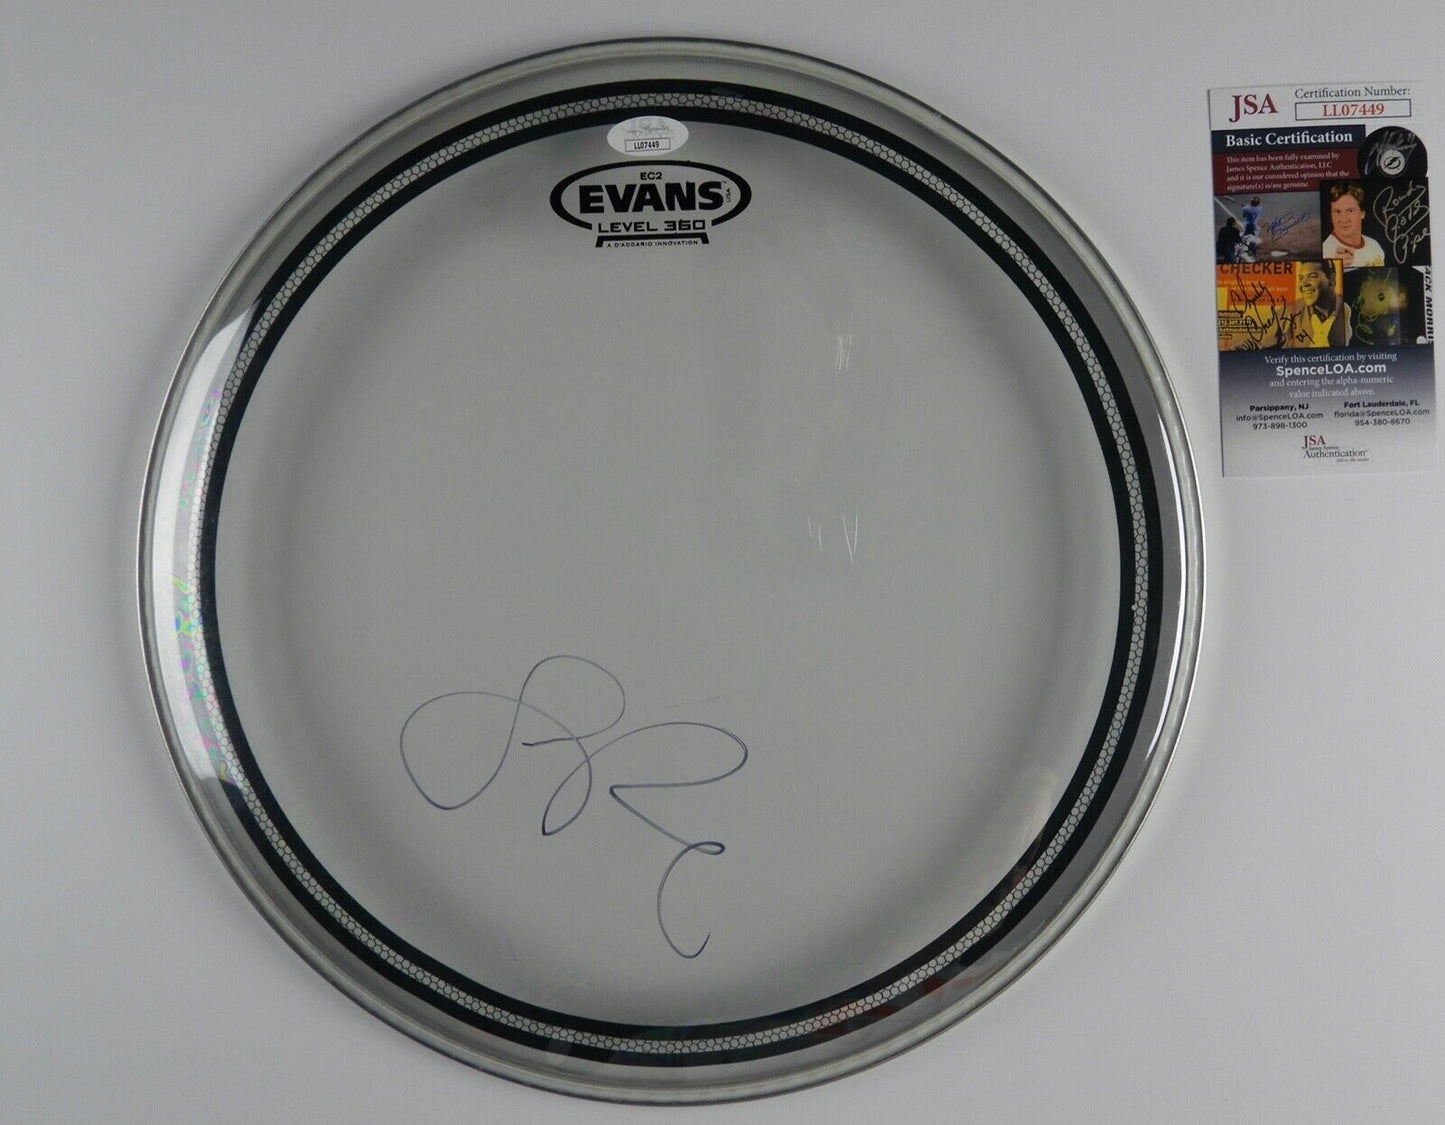 LL07449
EC2
EVANS USA
LEVEL 360
A D'ADDARIO INNOVATION
JSA
Certification Number:
LL07449
Basic Certification
This item has been fully examined by
James Spence Authentication, LLC
and it is our considered opinion that the
signature(s) is/are genuine
CHECKER
Verify this certification by visiting
SpenceLOA.com
and entering the alpha-numeric
value indicated above.
Parsippany, NJ
info@SpenceLOA.com
973-898-1300
Fort Lauderdale, FL
florida@SpenceLOA.com
954-380-8670
JSA
Authentication